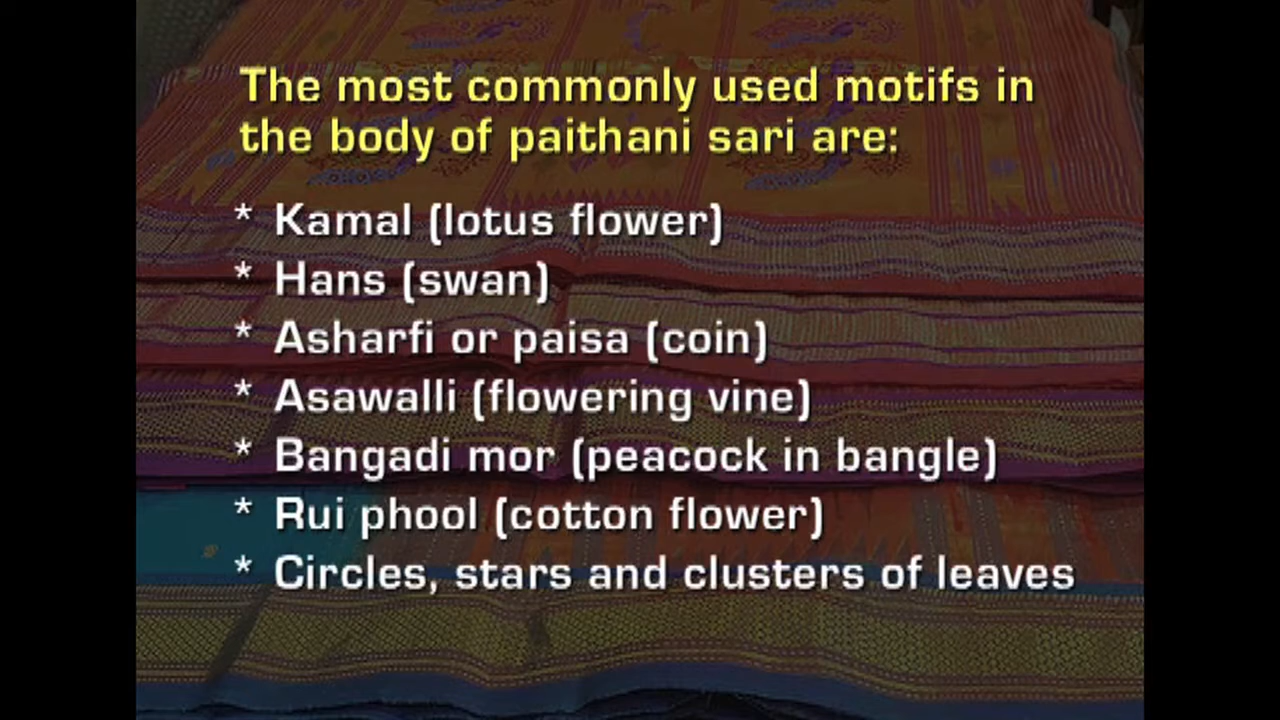 The most commonly used motifs in
the body of paithani sari are:
* Kamal (lotus flower)
* Hans (swan)
* Asharfi or paisa (coin)
* Asawalli (flowering vine)
* Bangadi mor (peacock in bangle)
* Rui phool (cotton flower)
* Circles, stars and clusters of leaves